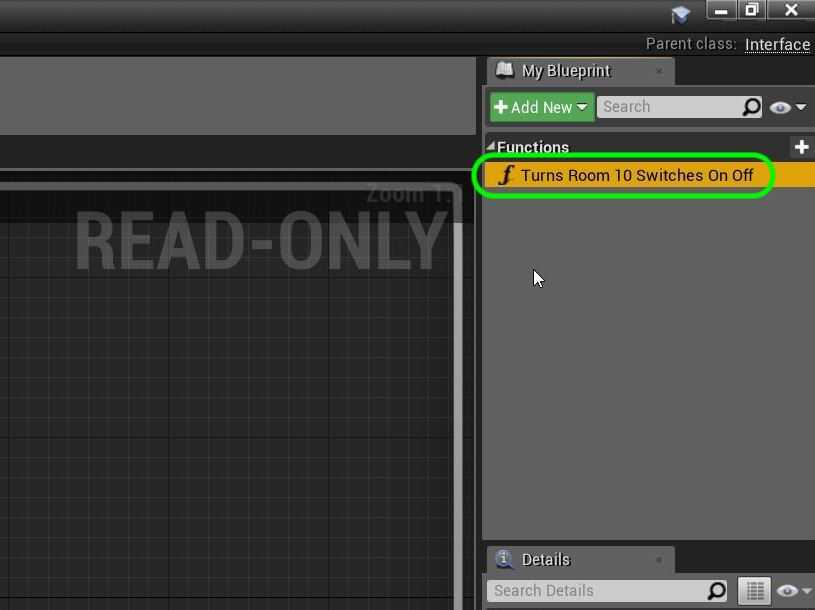 Parent class: Interface
My Blueprint
Add New
Search
Functions
Turns Room 10 Switches On Off
Zoom 1:
READ-ONLY
Details
Search Details